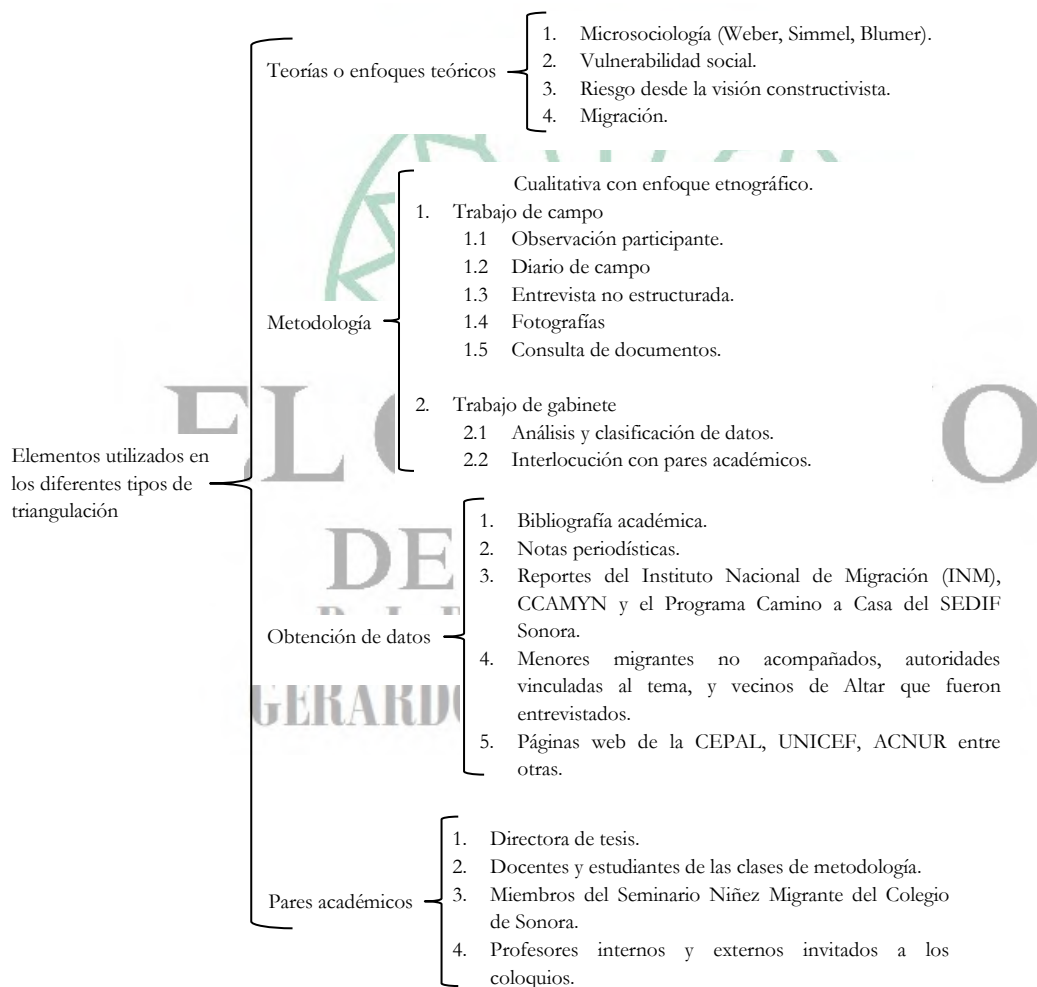 Teorías o enfoques teóricos
1. Microsociología (Weber, Simmel, Blumer).
2. Vulnerabilidad social.
3. Riesgo desde la visión constructivista.
4. Migración.
Metodología
Cualitativa con enfoque etnográfico.
1. Trabajo de campo
1.1 Observación participante.
1.2 Diario de campo
1.3 Entrevista no estructurada.
1.4 Fotografías
1.5 Consulta de documentos.
2. Trabajo de gabinete
2.1 Análisis y clasificación de datos.
2.2 Interlocución con pares académicos.
Elementos utilizados en
los diferentes tipos de
triangulación
Obtención de datos
1. Bibliografía académica.
2. Notas periodísticas.
3. Reportes del Instituto Nacional de Migración (INM),
CCAMYN y el Programa Camino a Casa del SEDIF
Sonora.
4. Menores migrantes no acompañados, autoridades
vinculadas al tema, y vecinos de Altar que fueron
entrevistados.
5. Páginas web de la CEPAL, UNICEF, ACNUR entre
otras.
Pares académicos
1. Directora de tesis.
2. Docentes y estudiantes de las clases de metodología.
3. Miembros del Seminario Niñez Migrante del Colegio
de Sonora.
4. Profesores internos y externos invitados a los
coloquios.
EL
O
DE
GERARDO